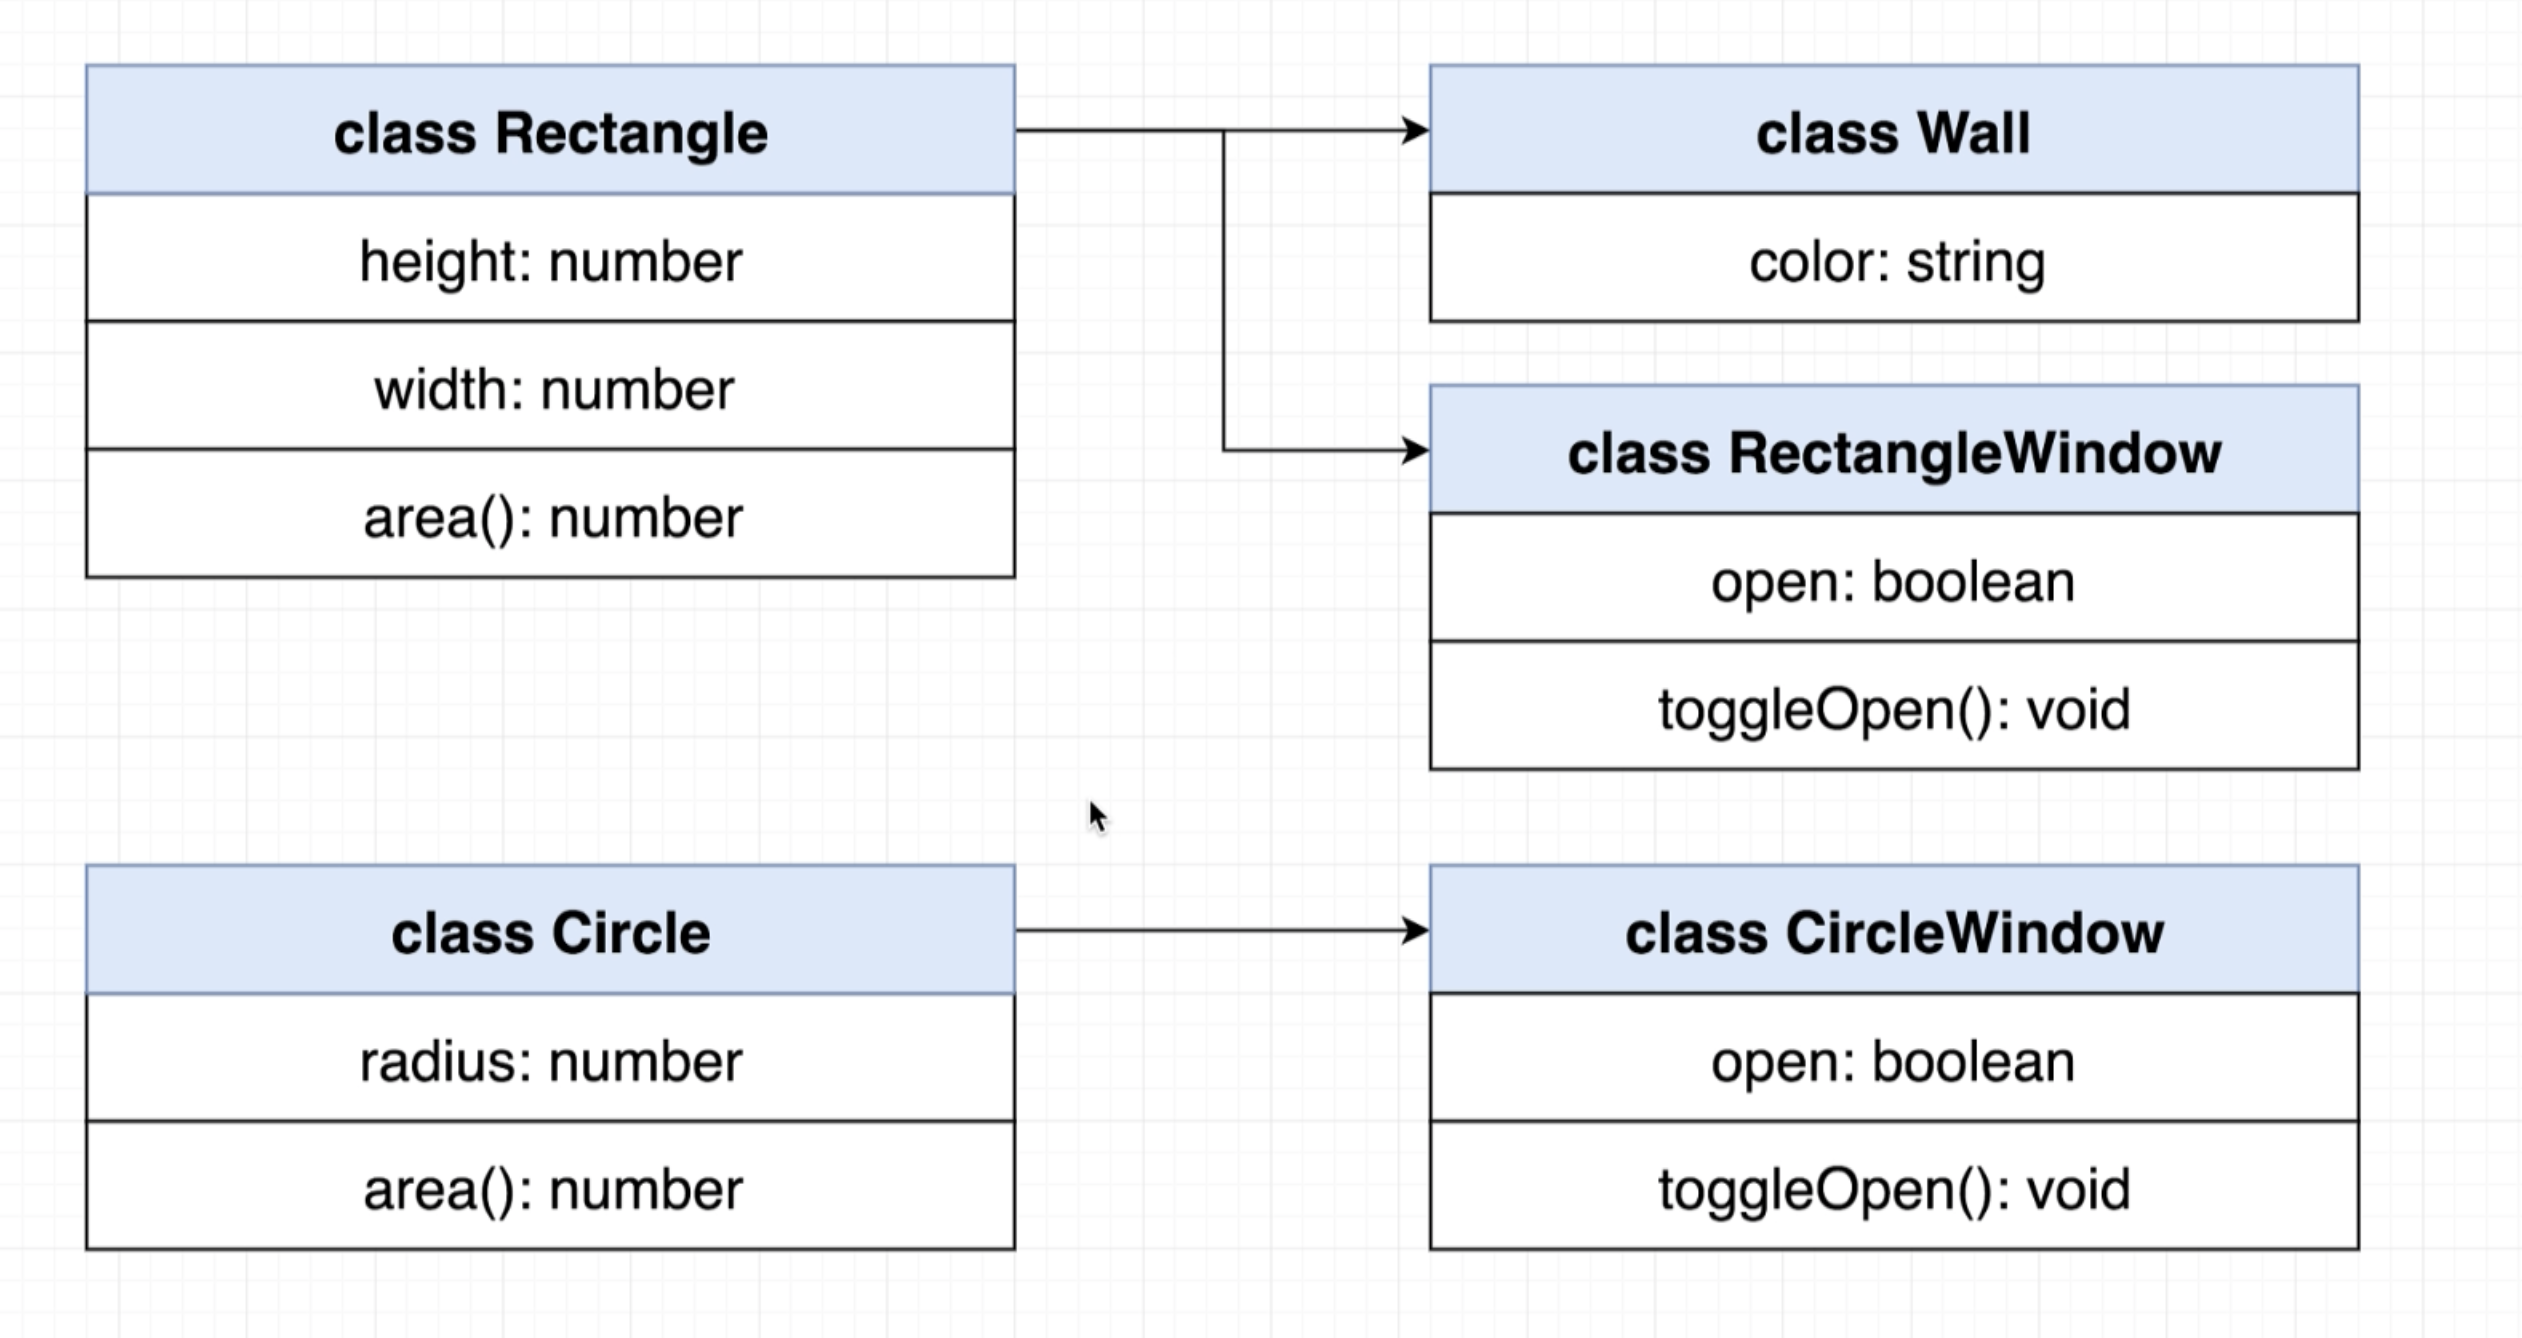 class Rectangle
height: number
width: number
area(): number
class Wall
color: string
class RectangleWindow
open: boolean
toggleOpen(): void
class Circle
radius: number
area(): number
class CircleWindow
open: boolean
toggleOpen(): void